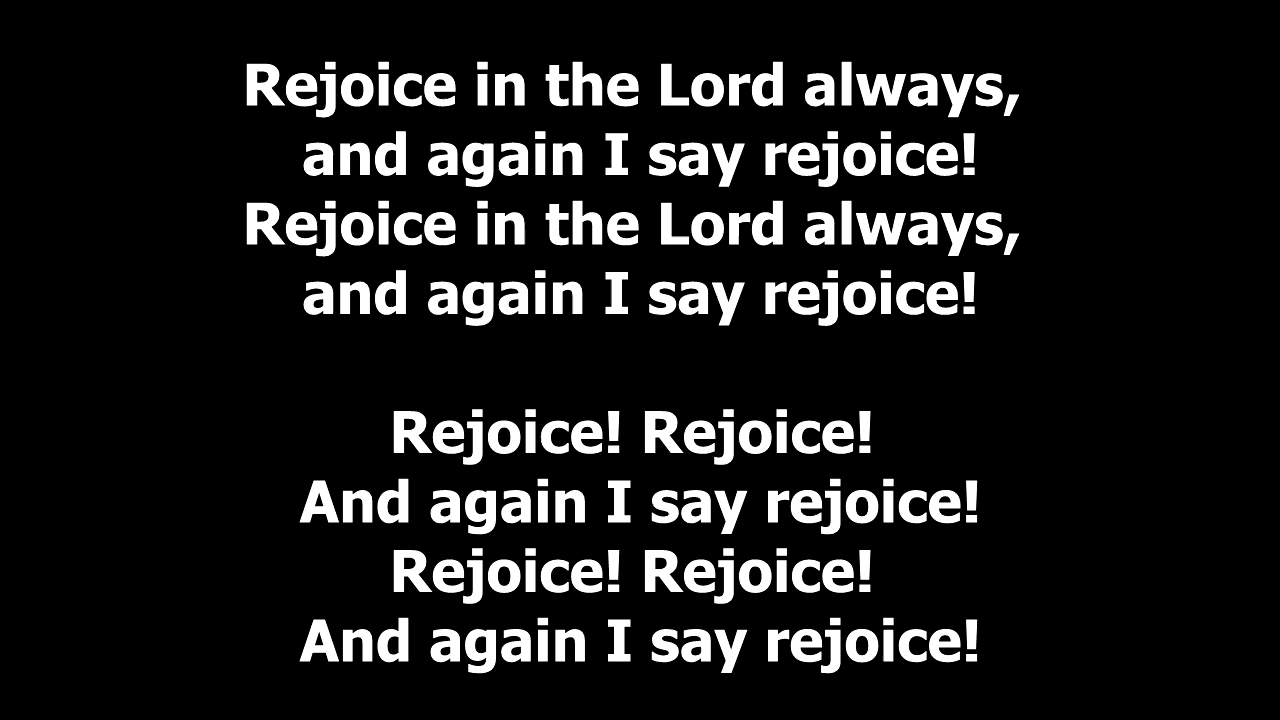 Rejoice in the Lord always,
and again I say rejoice!
Rejoice in the Lord always,
and again I say rejoice!
Rejoice! Rejoice!
And again I say rejoice!
Rejoice! Rejoice!
And again I say rejoice!